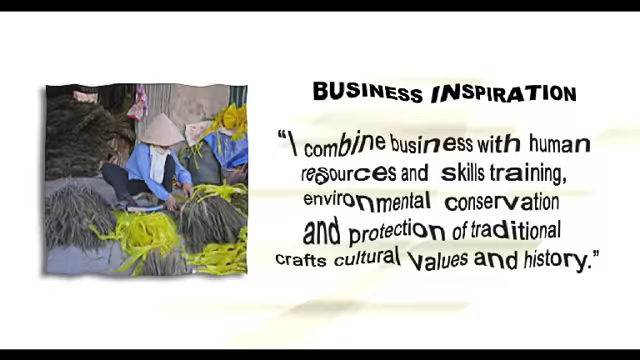 BUSINESS INSPIRATION
“I combine business with human
resources and skills training,
environmental conservation
and protection of traditional
crafts cultural values and history.”